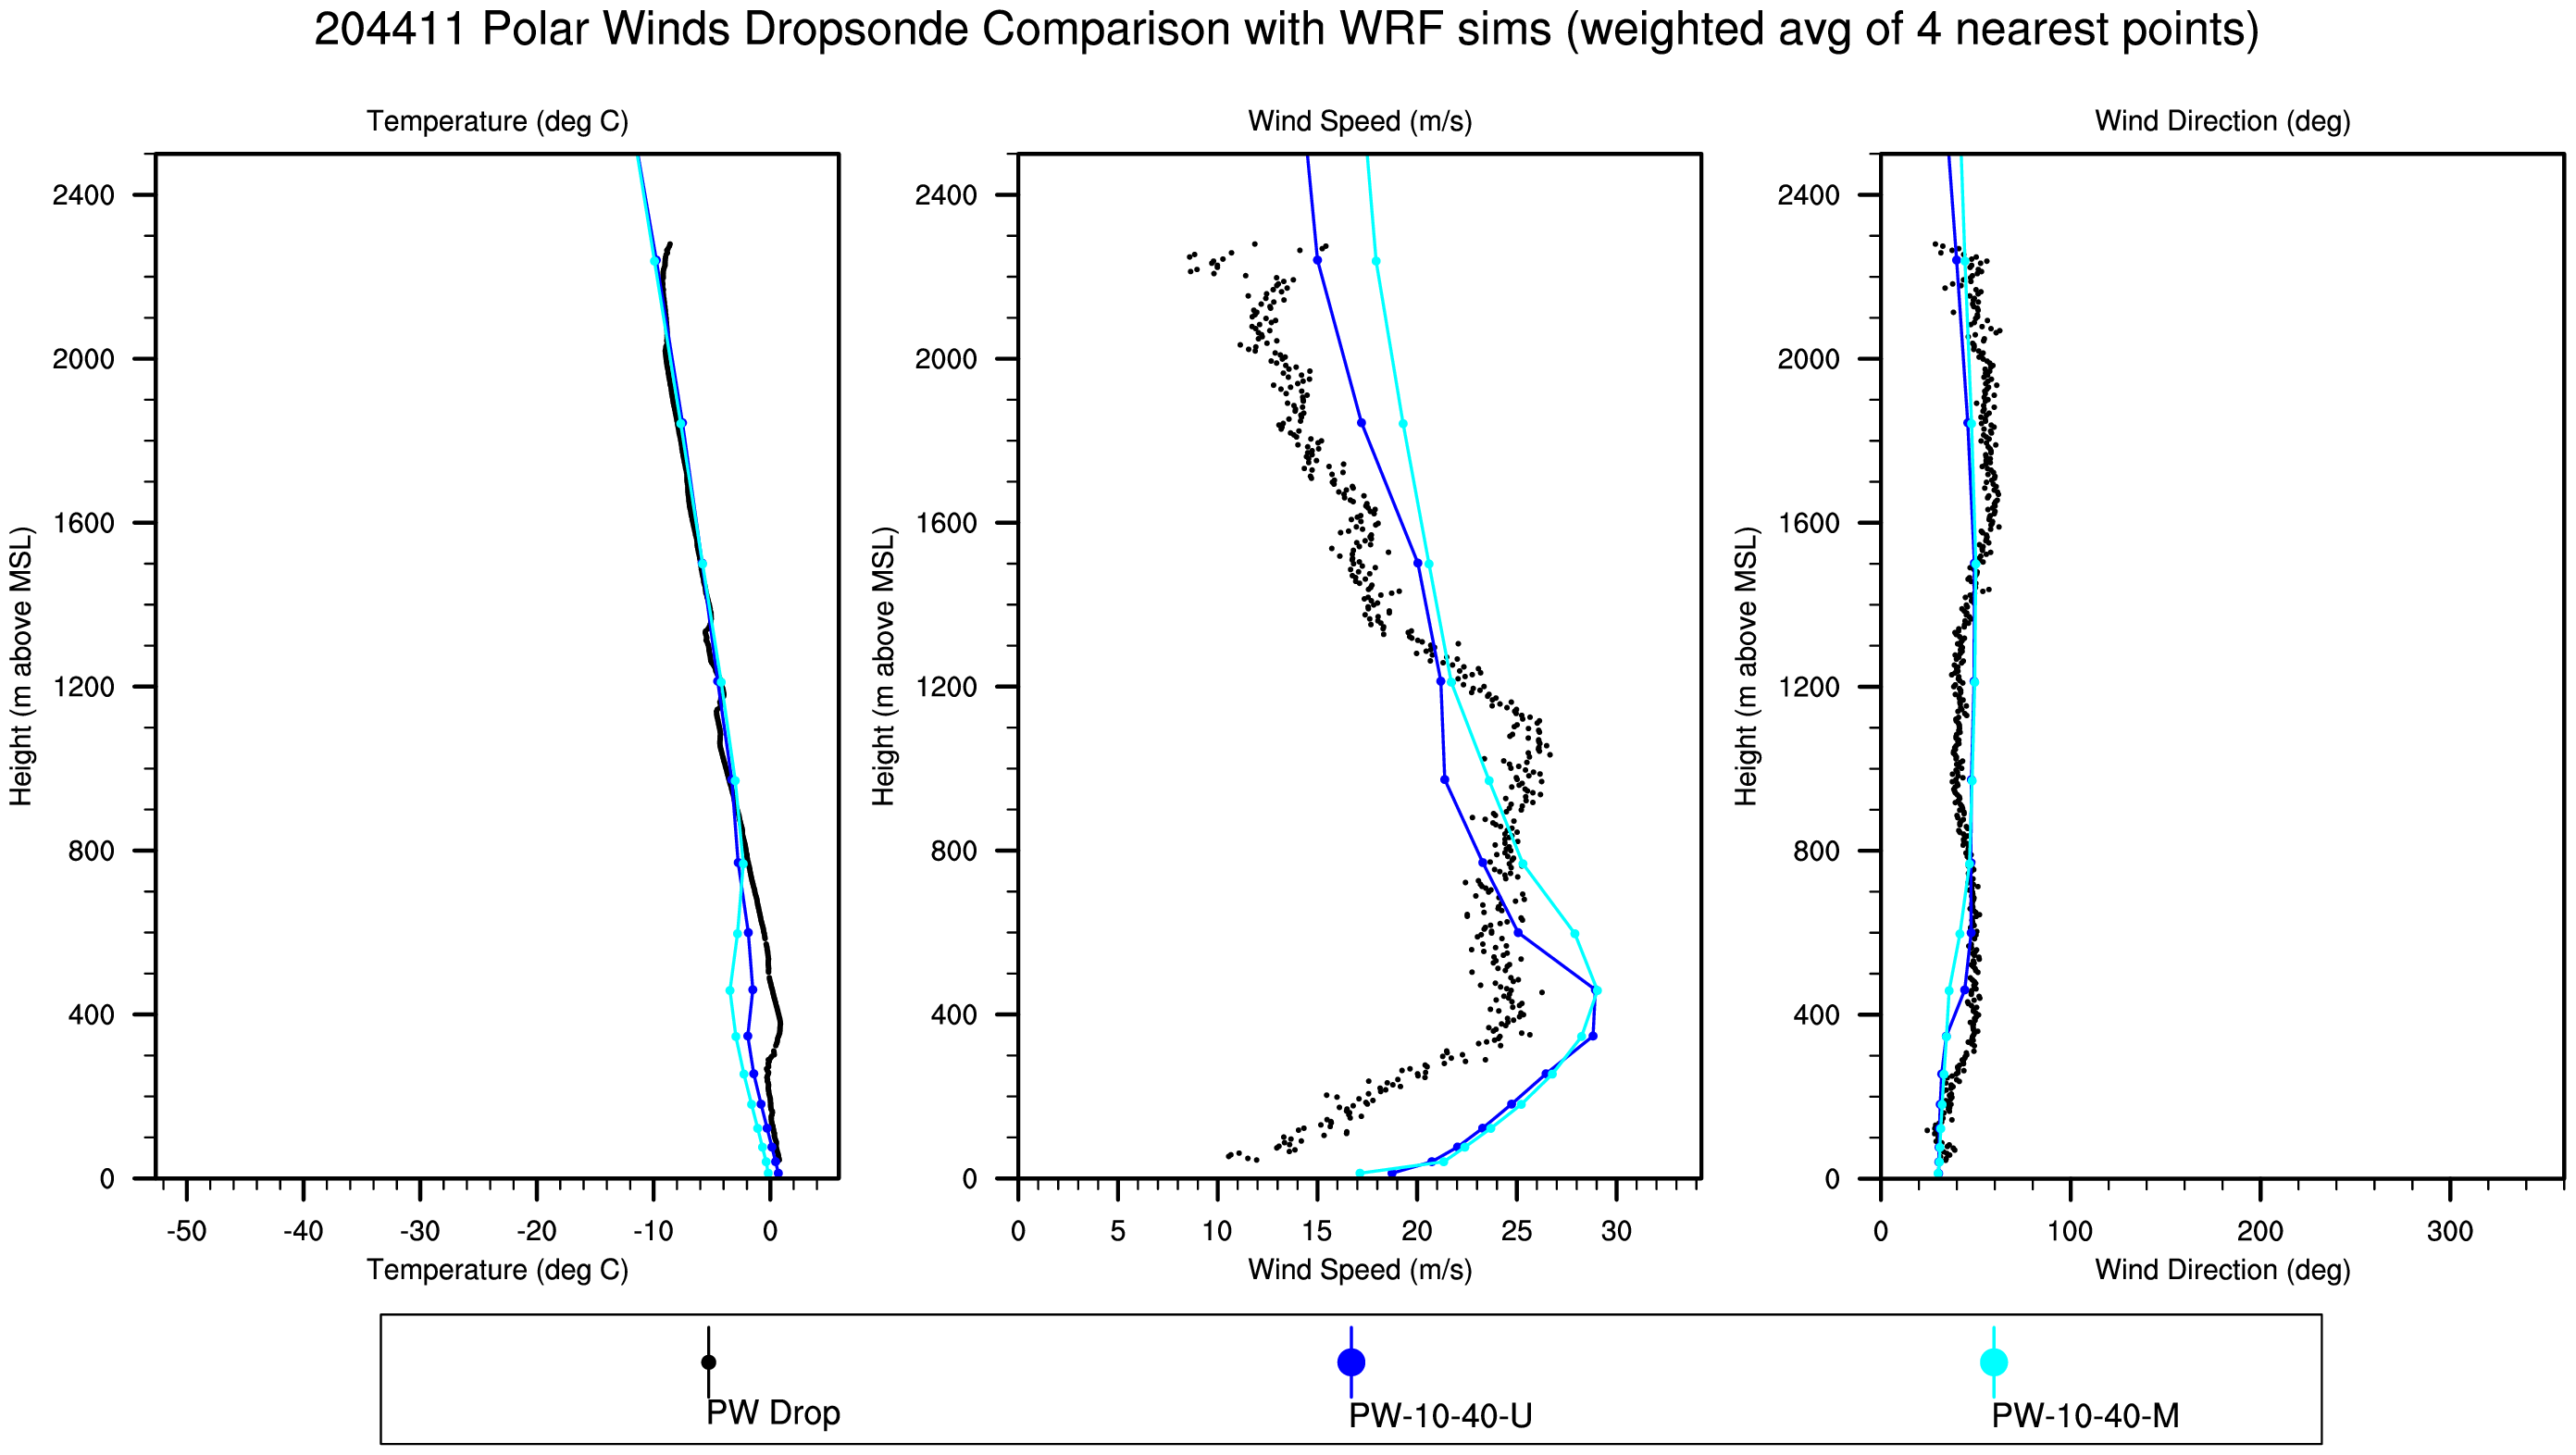 204411 Polar Winds Dropsonde Comparison with WRF sims (weighted avg of 4 nearest points)
Temperature (deg C)
Wind Speed (m/s)
Wind Direction (deg)
Height (m above MSL)
2400
2000
1600
1200
800
400
0
-50 -40 -30 -20 -10 0
Temperature (deg C)
Height (m above MSL)
2400
2000
1600
1200
800
400
0
0 5 10 15 20 25 30
Wind Speed (m/s)
Height (m above MSL)
2400
2000
1600
1200
800
400
0
0 100 200 300
Wind Direction (deg)
PW Drop
PW-10-40-U
PW-10-40-M